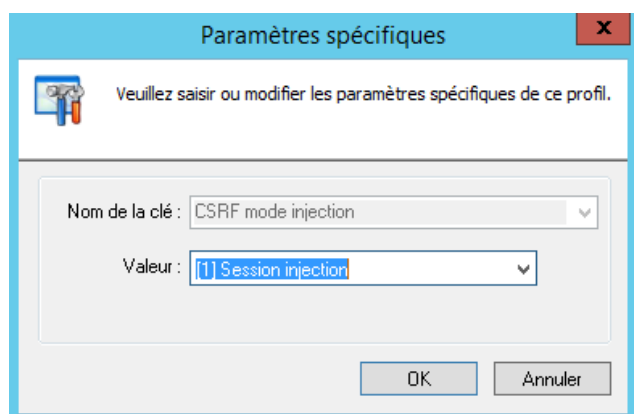 Paramètres spécifiques
x
Veuillez saisir ou modifier les paramètres spécifiques de ce profil.
Nom de la clé : CSRF mode injection
Valeur : [1] Session injection
OK Annuler